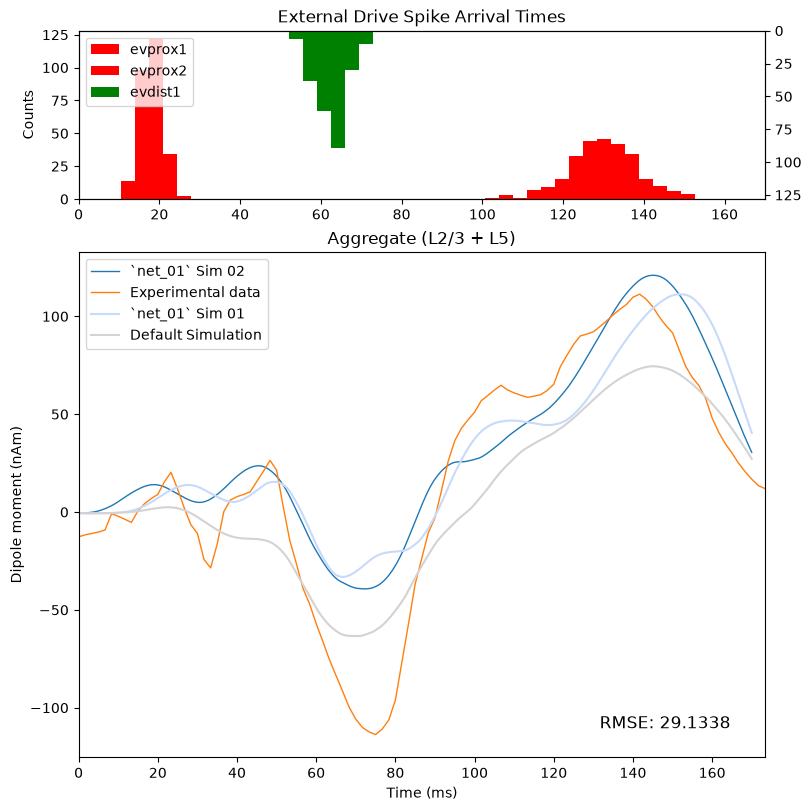 External Drive Spike Arrival Times
125
100
75
50
25
0
Counts
evprox1
evprox2
evdist1
0
25
50
75
100
125
0 20 40 60 80 100 120 140 160
Aggregate (L2/3 + L5)
100
50
0
−50
−100
Dipole moment (nAm)
`net_01` Sim 02
Experimental data
`net_01` Sim 01
Default Simulation
RMSE: 29.1338
0 20 40 60 80 100 120 140 160
Time (ms)